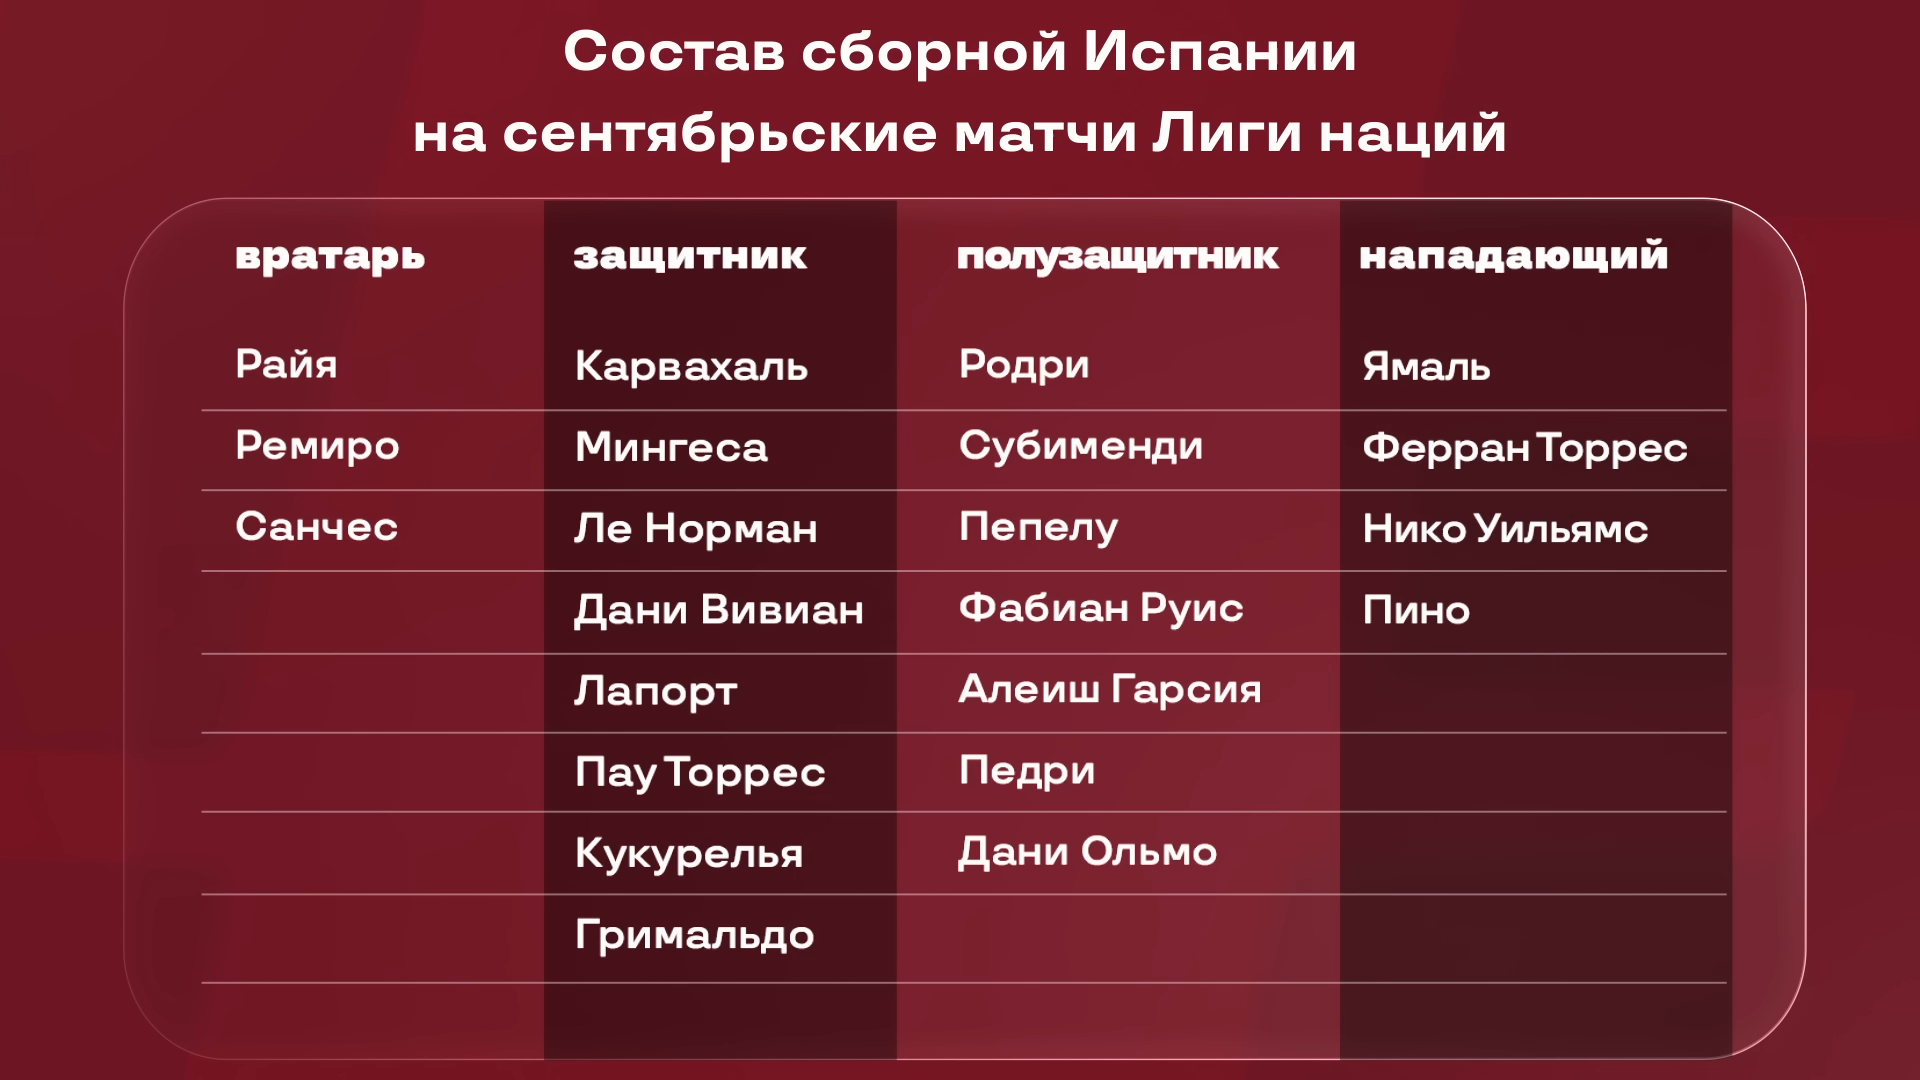 Состав сборной Испании
на сентябрьские матчи Лиги наций
вратарь защитник полузащитник нападающий
Райя Карвахаль Родри Ямаль
Ремиро Мингеса Субименди Ферран Торрес
Санчес Ле Норман Пепелу Нико Уильямс
Дани Вивиан Фабиан Руис Пино
Лапорт Алеиш Гарсия
Пау Торрес Педри
Кукурелья Дани Ольмо
Гримальдо